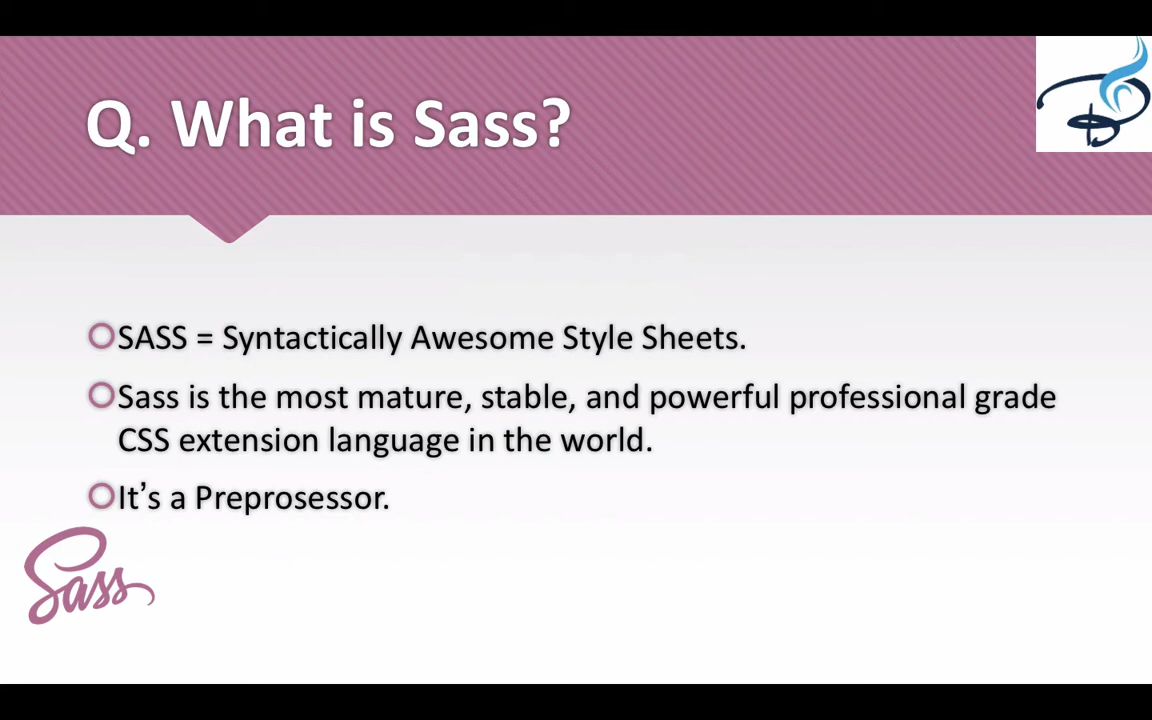 Q. What is Sass?
SASS = Syntactically Awesome Style Sheets.
Sass is the most mature, stable, and powerful professional grade
CSS extension language in the world.
It’s a Preprosessor.
Sass